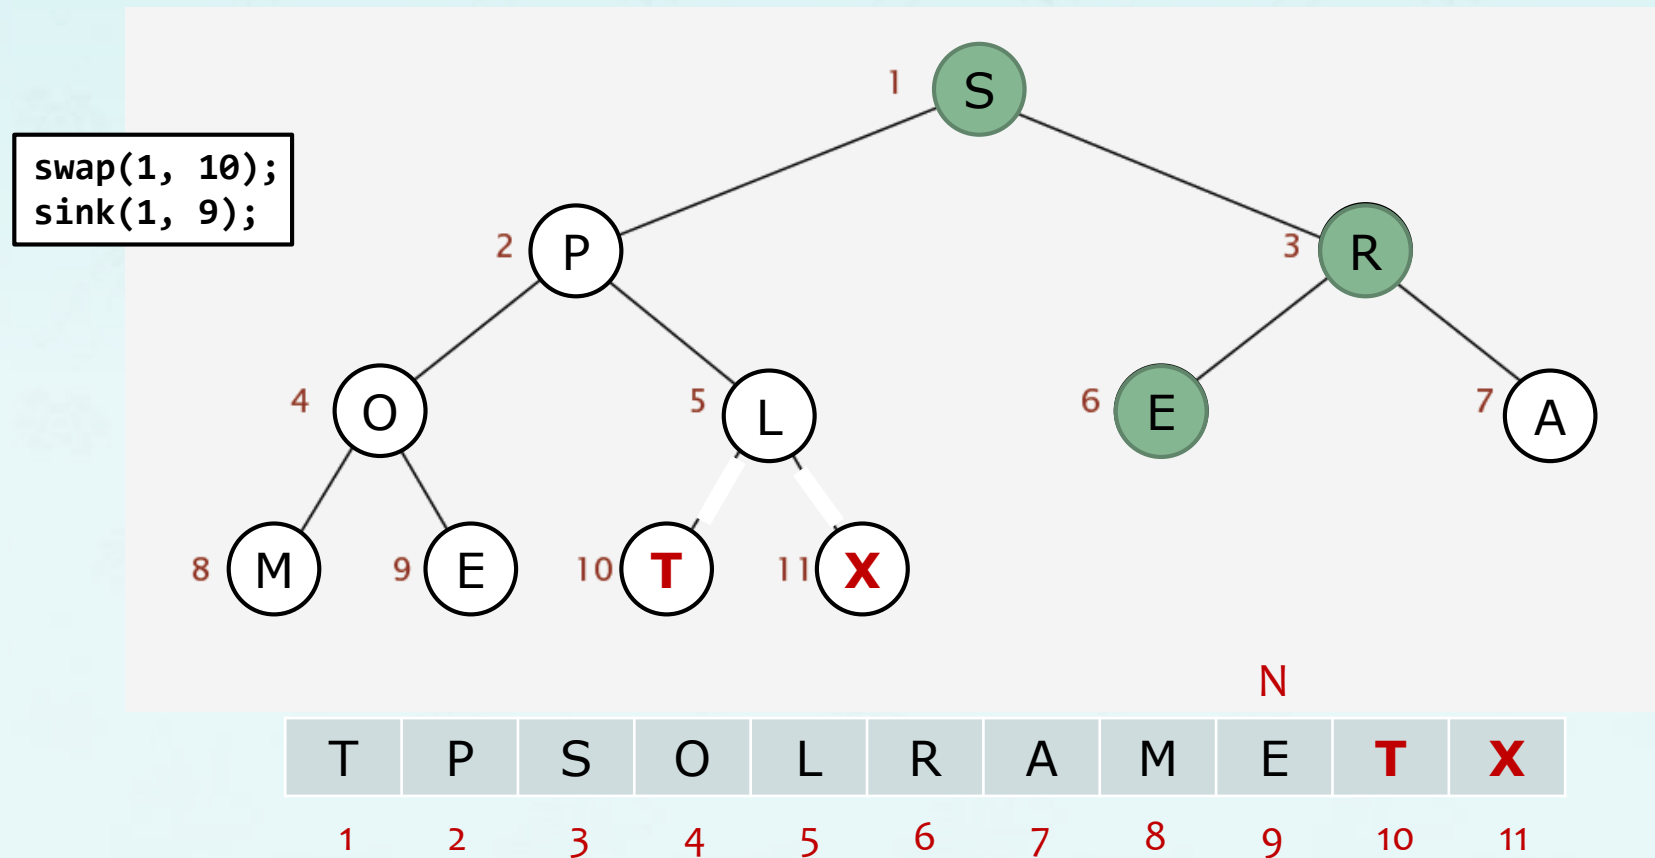 1 S
swap(1, 10);
sink(1, 9);
2 P 3 R
4 O 5 L 6 E 7 A
8 M 9 E 10 T 11 X
N
T P S O L R A M E T X
1 2 3 4 5 6 7 8 9 10 11